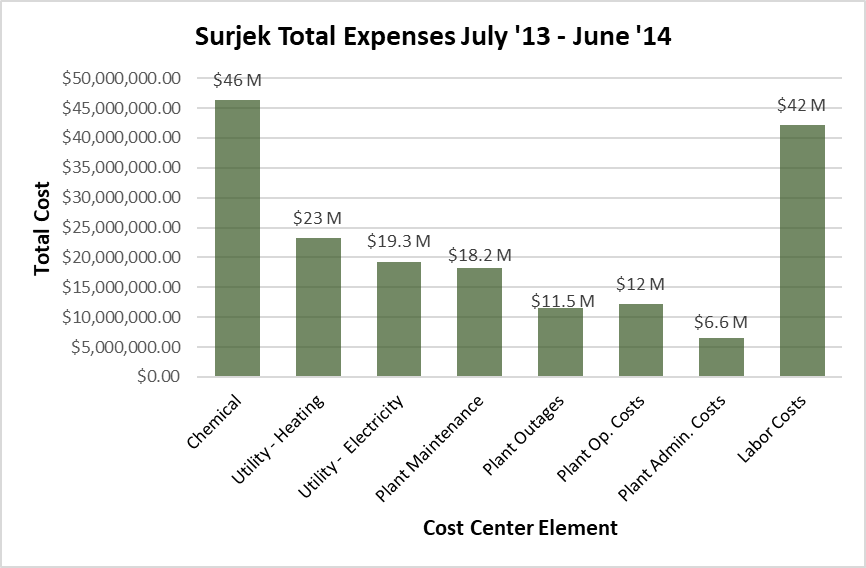 Surjek Total Expenses July '13 - June '14
Total Cost
$50,000,000.00
$45,000,000.00
$40,000,000.00
$35,000,000.00
$30,000,000.00
$25,000,000.00
$20,000,000.00
$15,000,000.00
$10,000,000.00
$5,000,000.00
$0.00
$46 M
$23 M
$19.3 M
$18.2 M
$11.5 M
$12 M
$6.6 M
$42 M
Chemical
Utility - Heating
Utility - Electricity
Plant Maintenance
Plant Outages
Plant Op. Costs
Plant Admin. Costs
Labor Costs
Cost Center Element